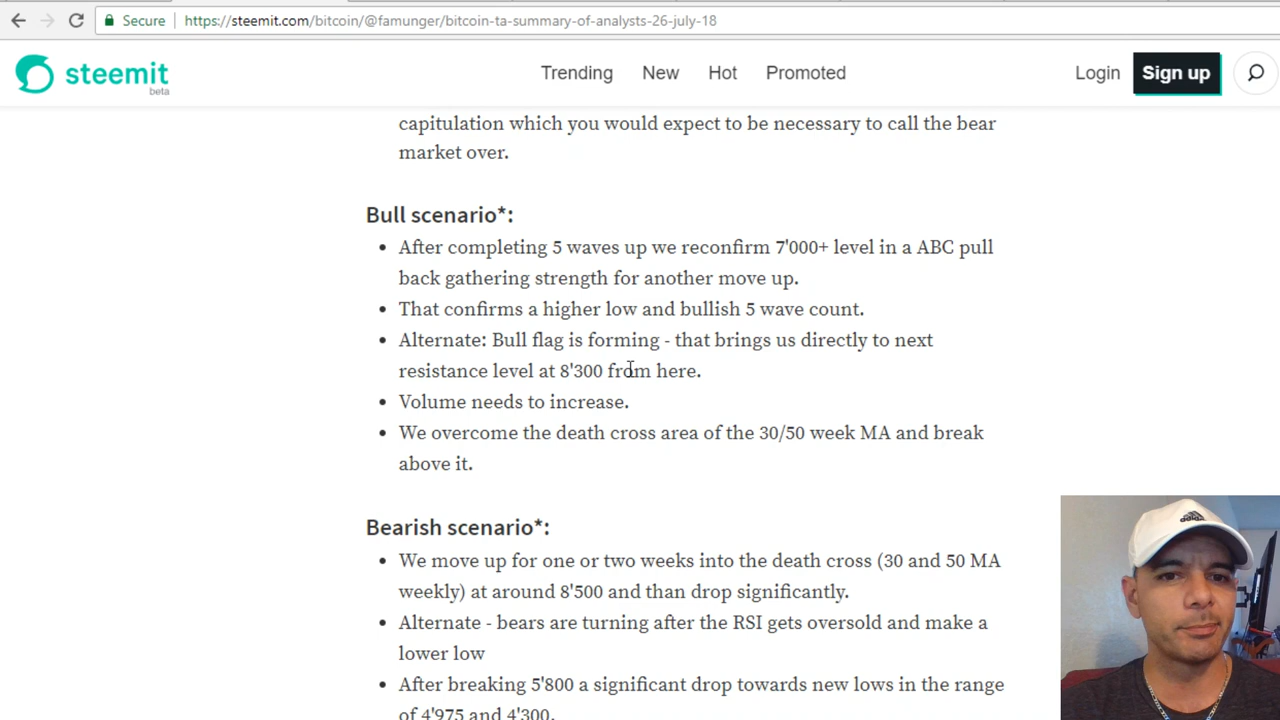 Secure https://steemit.com/bitcoin/@famunger/bitcoin-ta-summary-of-analysts-26-july-18
steemit
beta
Trending New Hot Promoted
Login Sign up
capitulation which you would expect to be necessary to call the bear
market over.
Bull scenario*:
• After completing 5 waves up we reconfirm 7'000+ level in a ABC pull
back gathering strength for another move up.
• That confirms a higher low and bullish 5 wave count.
• Alternate: Bull flag is forming - that brings us directly to next
resistance level at 8'300 from here.
• Volume needs to increase.
• We overcome the death cross area of the 30/50 week MA and break
above it.
Bearish scenario*:
• We move up for one or two weeks into the death cross (30 and 50 MA
weekly) at around 8'500 and than drop significantly.
• Alternate - bears are turning after the RSI gets oversold and make a
lower low
• After breaking 5'800 a significant drop towards new lows in the range
of 4'975 and 4'300.
adidas